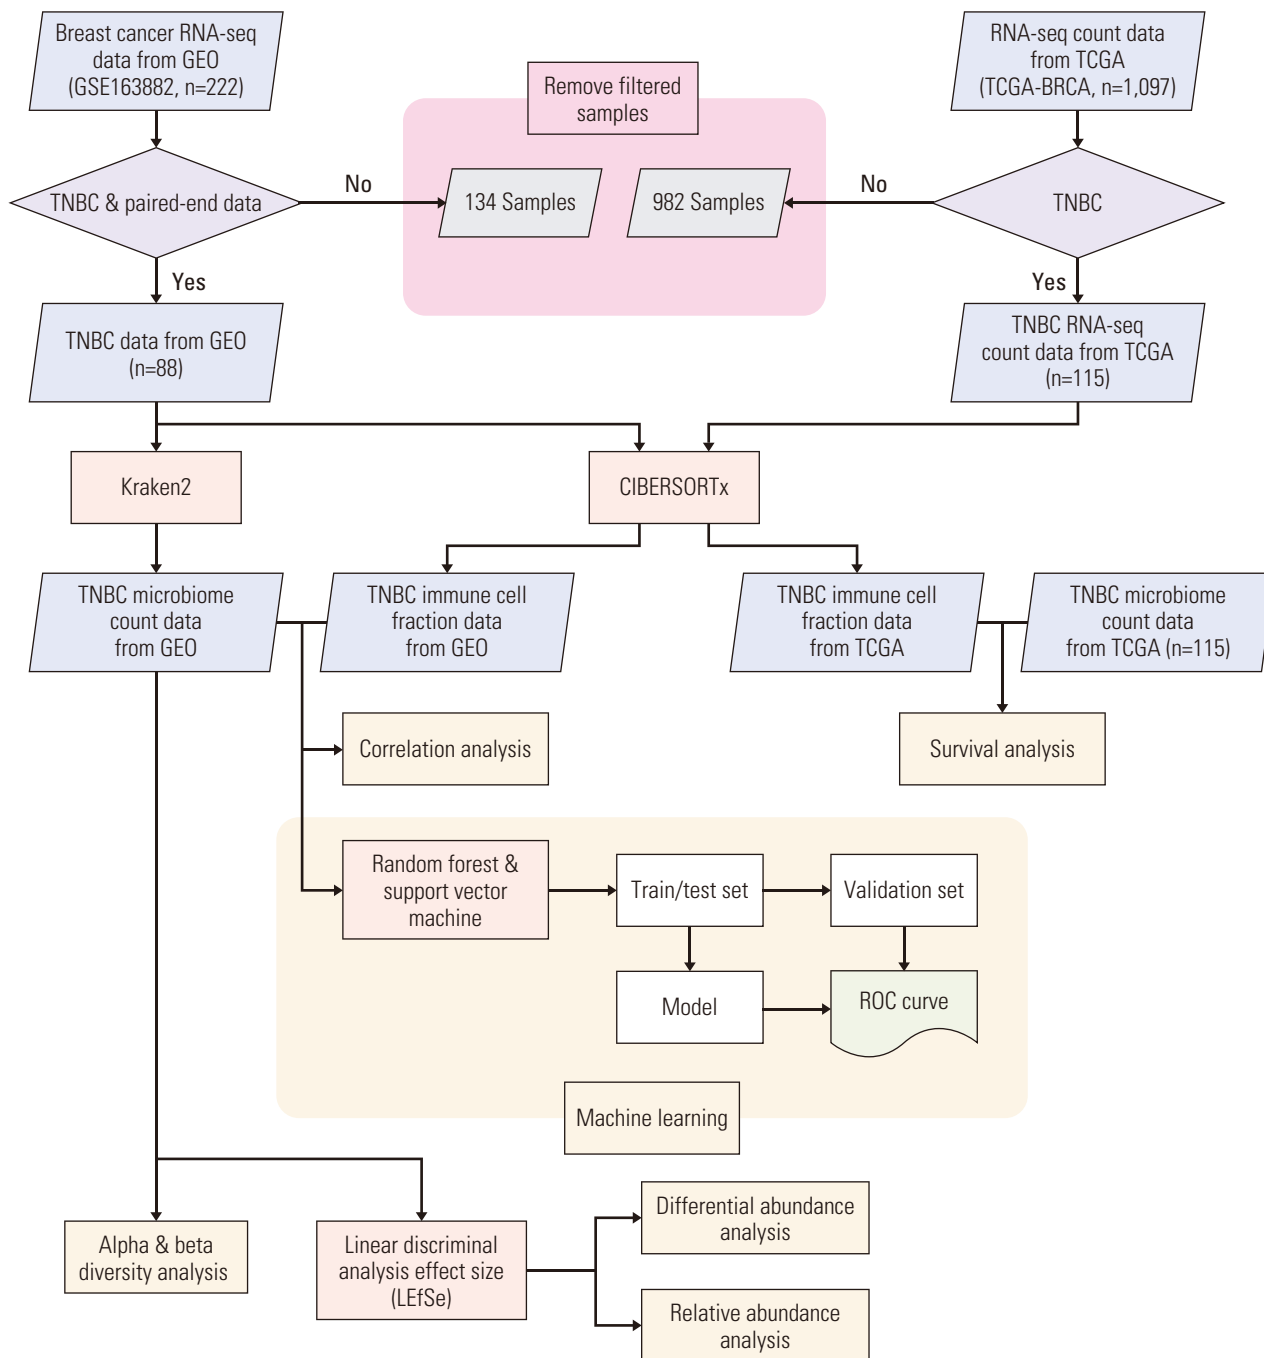 Breast cancer RNA-seq
data from GEO
(GSE163882, n=222)
Remove filtered
samples
RNA-seq count data
from TCGA
(TCGA-BRCA, n=1,097)
TNBC & paired-end data
No
134 Samples
982 Samples
No
TNBC
Yes
Yes
TNBC data from GEO
(n=88)
TNBC RNA-seq
count data from TCGA
(n=115)
Kraken2
CIBERSORTx
TNBC microbiome
count data
from GEO
TNBC immune cell
fraction data
from GEO
TNBC immune cell
fraction data
from TCGA
TNBC microbiome
count data
from TCGA (n=115)
Correlation analysis
Survival analysis
Random forest &
support vector
machine
Train/test set
Validation set
Model
ROC curve
Machine learning
Alpha & beta
diversity analysis
Linear discriminal
analysis effect size
(LEfSe)
Differential abundance
analysis
Relative abundance
analysis